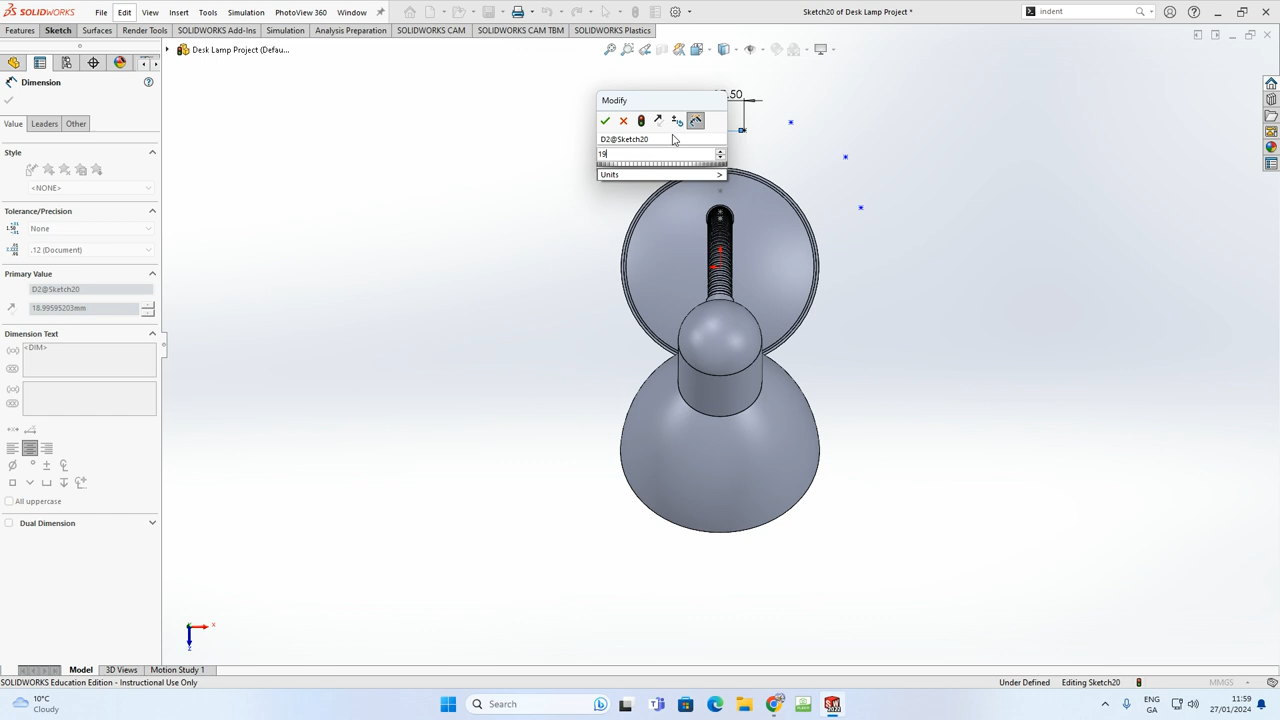 SOLIDWORKS File Edit View Insert Tools Simulation PhotoView 360 Window Sketch20 of Desk Lamp Project * indent
Features Sketch Surfaces Render Tools SOLIDWORKS Add-Ins Simulation Analysis Preparation SOLIDWORKS CAM SOLIDWORKS CAM TBM SOLIDWORKS Plastics
Desk Lamp Project (Defau...
Dimension
Value Leaders Other
Style
<NONE>
Tolerance/Precision
None
.12 (Document)
Primary Value
D2@Sketch20
18.99595203mm
Dimension Text
<DIM>
All uppercase
Dual Dimension
Modify
D2@Sketch20
19
Units >
x
z
Model 3D Views Motion Study 1
SOLIDWORKS Education Edition - Instructional Use Only Under Defined Editing Sketch20 MMGS
10°C
Cloudy
Search
ENG
GA
11:59
27/01/2024